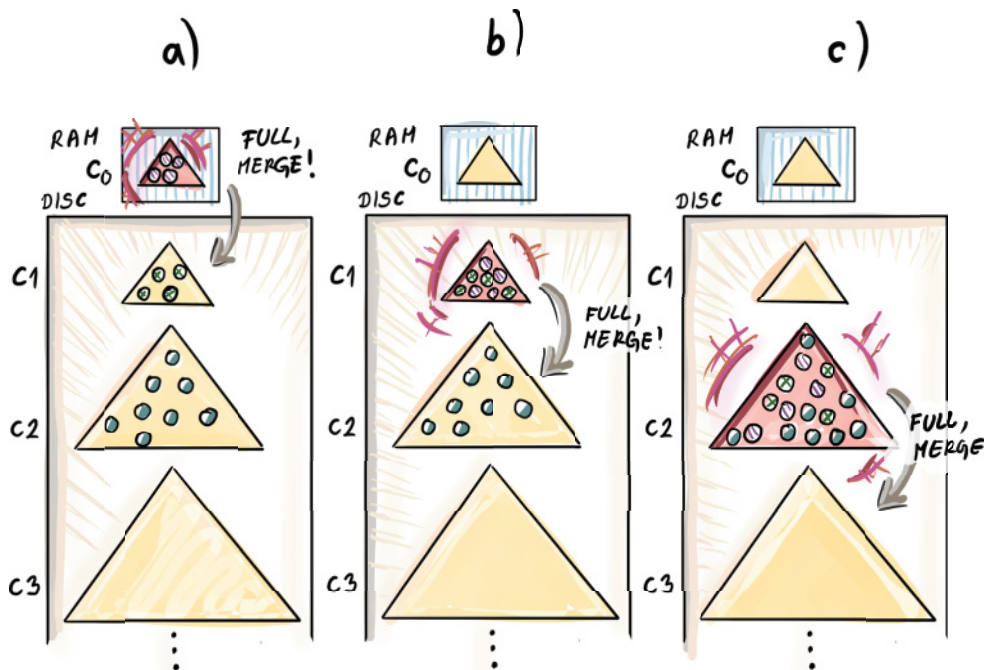 a)
b)
c)
RAM
C0
DISC
FULL,
MERGE!
C1
C2
C3
RAM
C0
DISC
C1
FULL,
MERGE!
C2
C3
RAM
C0
DISC
C1
C2
FULL,
MERGE
C3